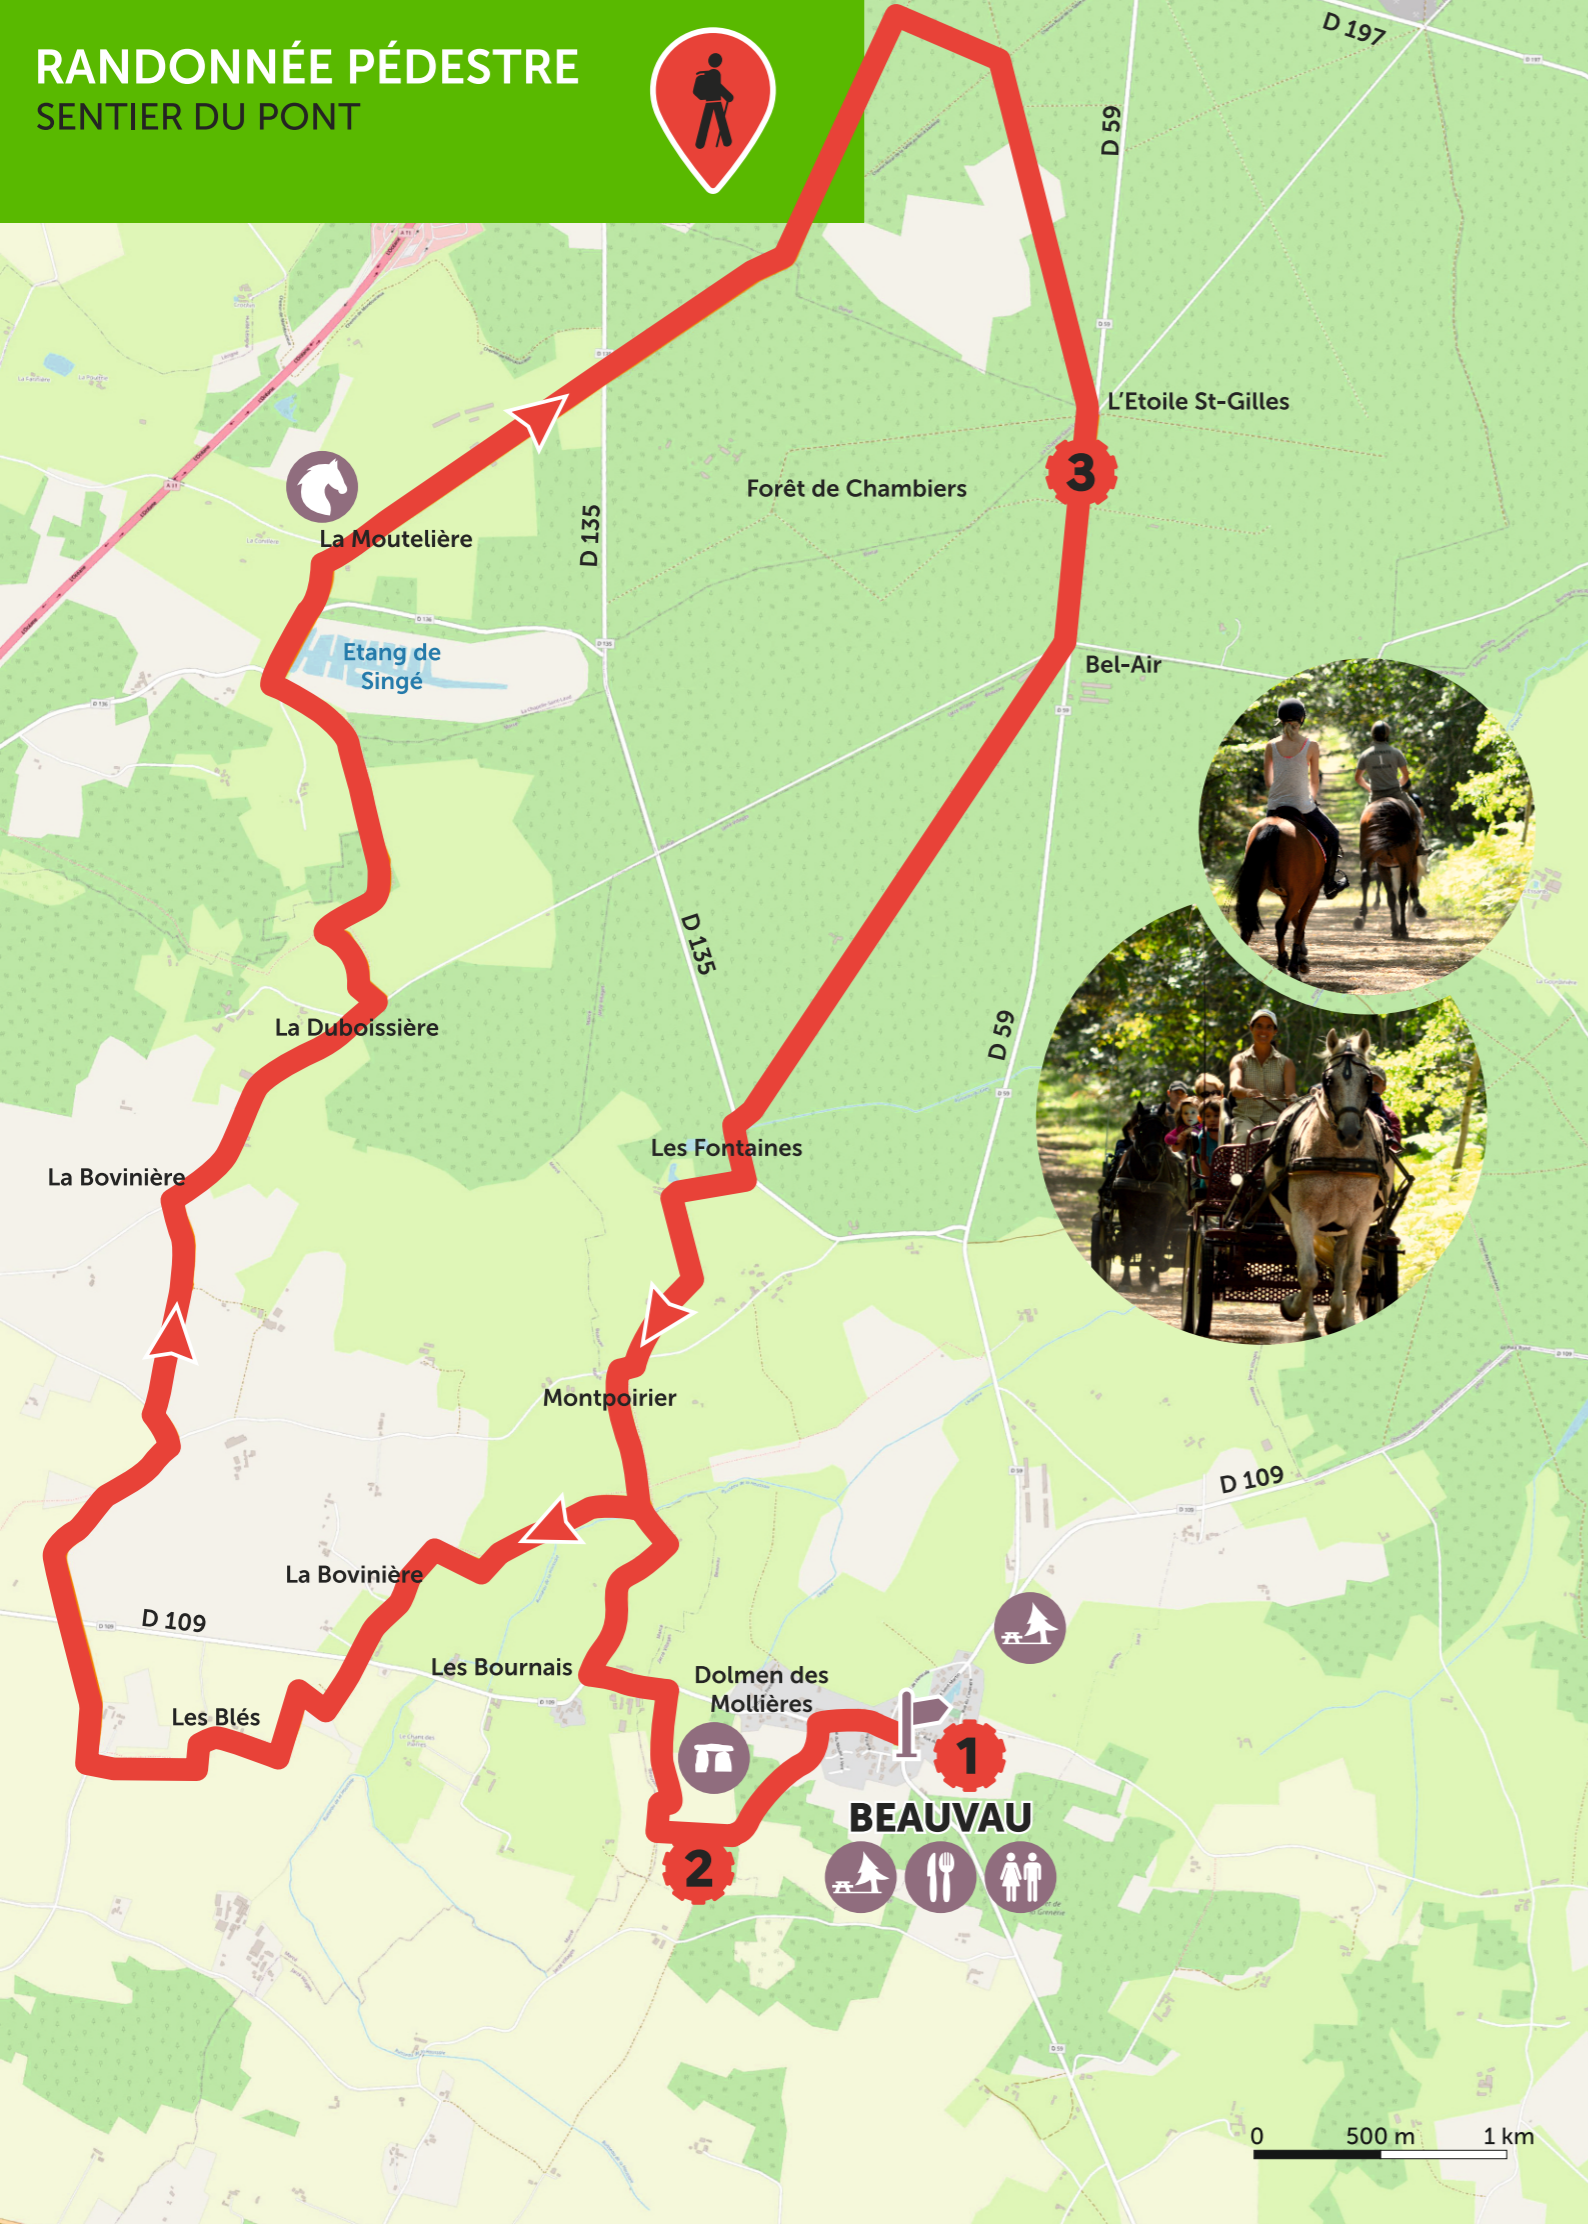 RANDONNÉE PÉDESTRE
SENTIER DU PONT
D 197
D 59
L'Etoile St-Gilles
3
Forêt de Chambiers
D 135
La Moutelière
Etang de
Singé
Bel-Air
D 135
La Duboissière
D 59
Les Fontaines
La Bovinière
Montpoirier
D 109
La Bovinière
D 109
Les Bournais
Dolmen des
Mollières
Les Blés
1
BEAUVAU
2
0 500 m 1 km